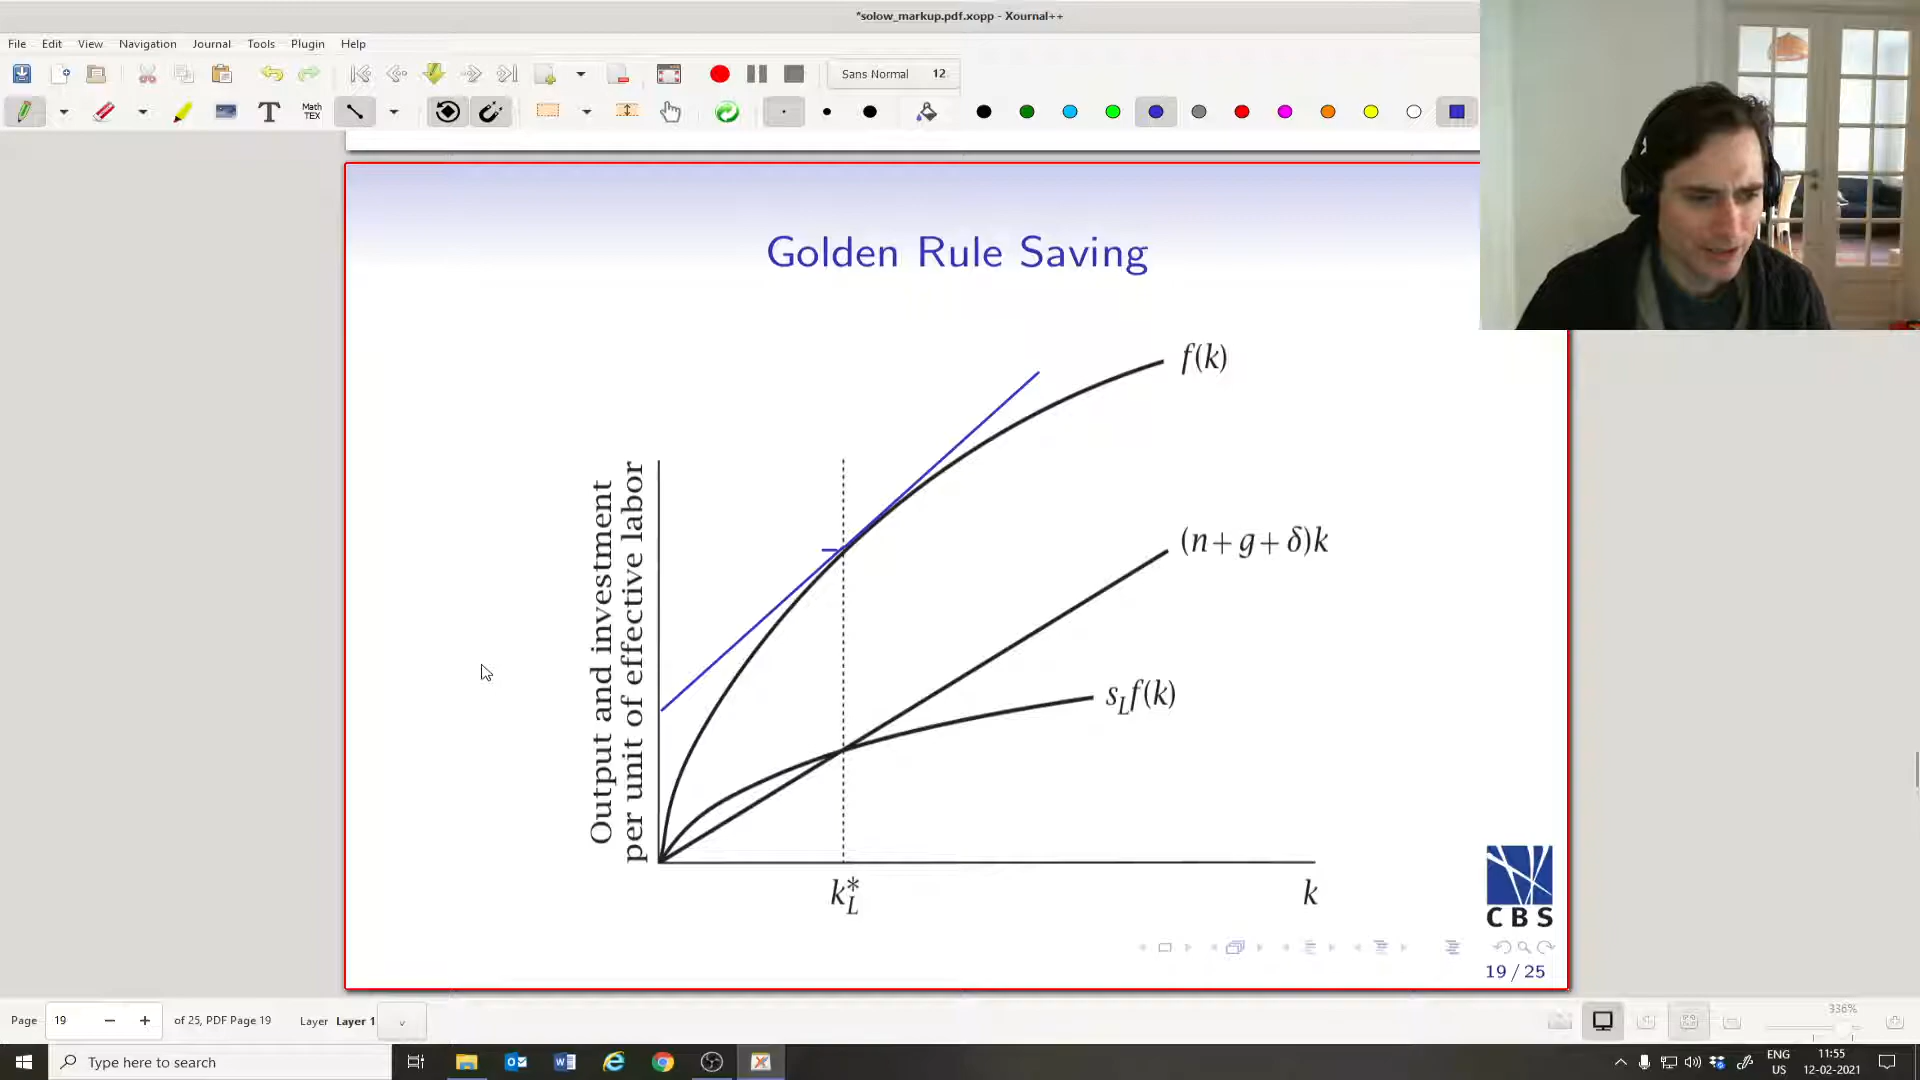 *solow_markup.pdf.xopp - Xournal++
File Edit View Navigation Journal Tools Plugin Help
Sans Normal 12
T Math TEX
Golden Rule Saving
f(k)
(n+g+δ)k
s_L f(k)
Output and investment
per unit of effective labor
k*_L
k
CBS
19 / 25
Page 19 − + of 25, PDF Page 19 Layer Layer 1
336%
Type here to search
ENG
US
11:55
12-02-2021